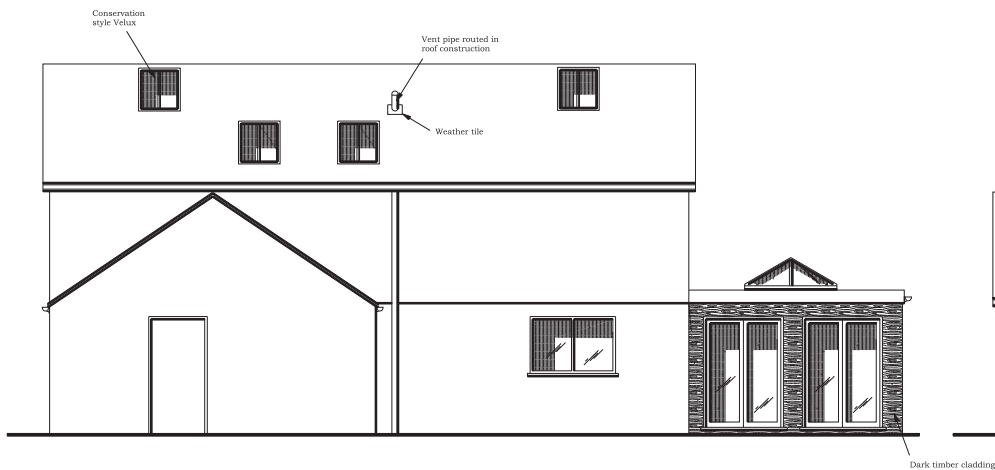 Conservation
style Velux
Vent pipe routed in
roof construction
Weather tile
Dark timber cladding